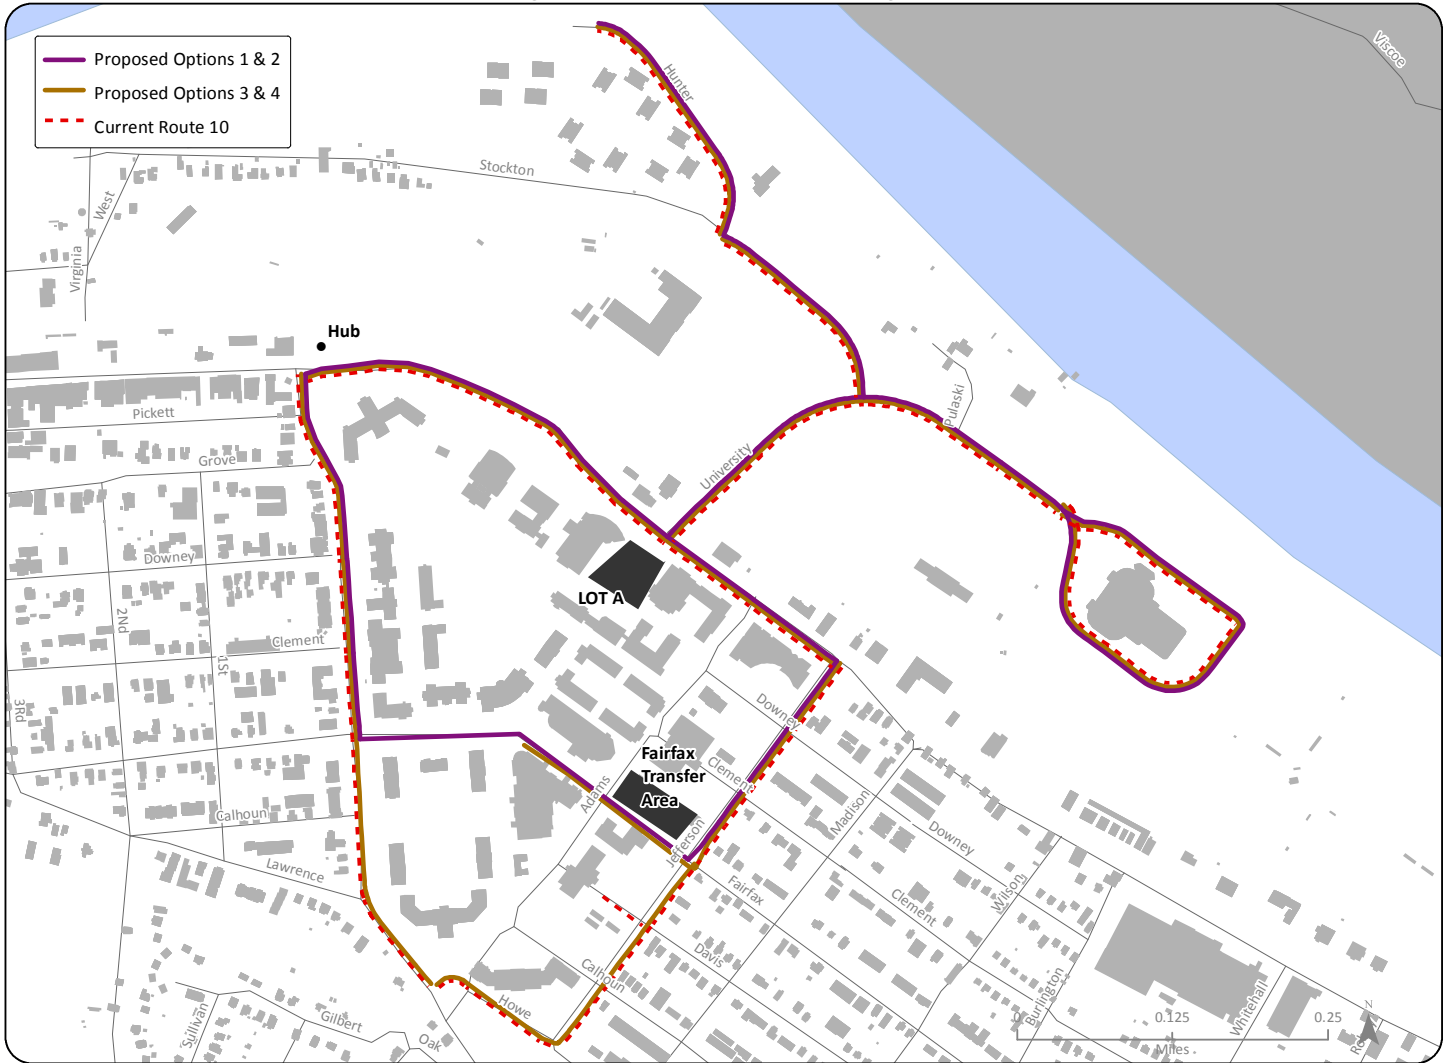 Proposed Options 1 & 2
Proposed Options 3 & 4
Current Route 10
Viscoe
Hunter
Stockton
West
Virginia
Hub
Pickett
Grove
Pulaski
University
Downey
2Nd
1St
Clement
3Rd
LOT A
Downey
Fairfax
Transfer
Area
Clement
Adams
Jefferson
Madison
Calhoun
Lawrence
Downey
Fairfax
Clement
Wilson
Davis
Calhoun
Howe
Sullivan
Gilbert
Oak
Burlington
Whitehall
N
0
0.125
0.25
Miles